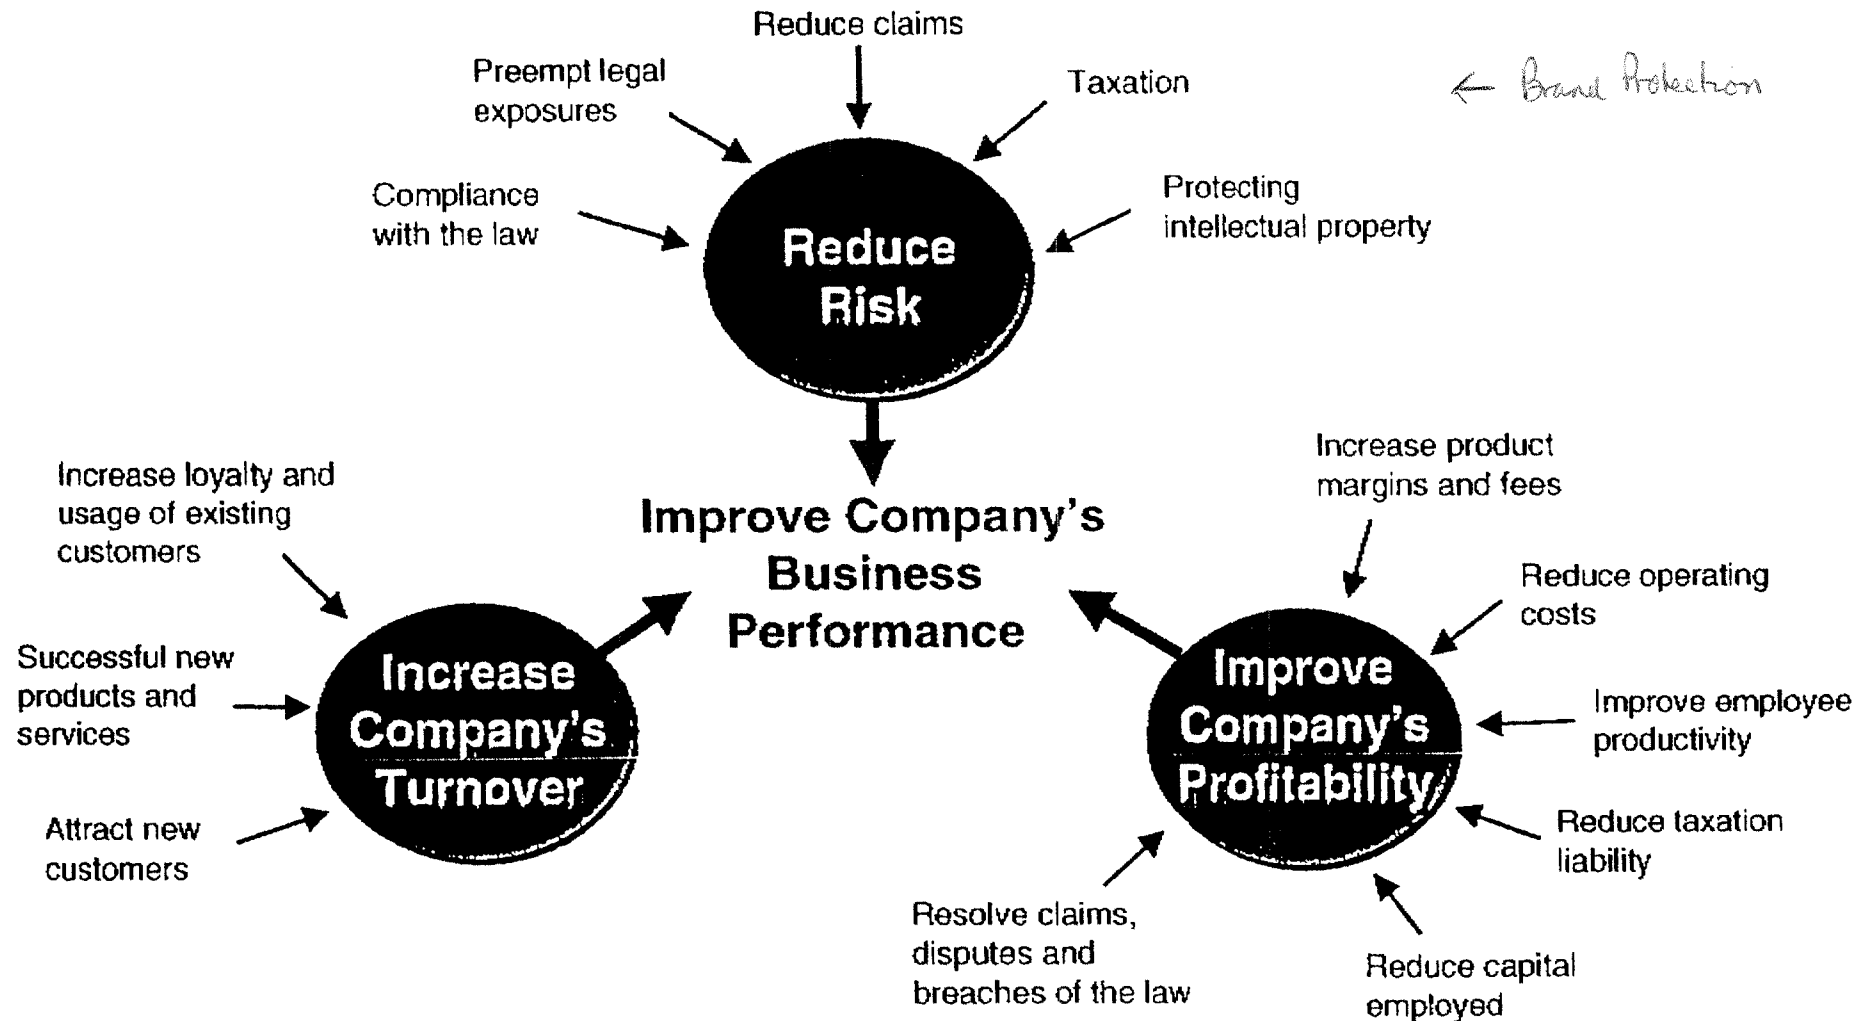 Reduce claims
Preempt legal
exposures
Taxation
← Brand Protection
Compliance
with the law
Protecting
intellectual property
Reduce
Risk
Increase loyalty and
usage of existing
customers
Successful new
products and
services
Attract new
customers
Increase
Company's
Turnover
Improve Company's
Business
Performance
Increase product
margins and fees
Reduce operating
costs
Improve employee
productivity
Reduce taxation
liability
Reduce capital
employed
Resolve claims,
disputes and
breaches of the law
Improve
Company's
Profitability